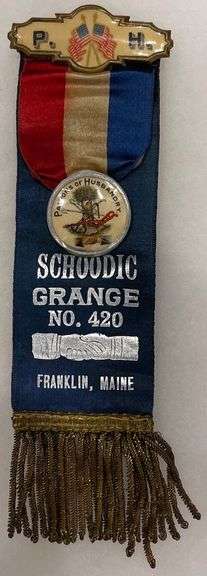 P. H.
PATRONS OF HUSBANDRY
SCHOODIC
GRANGE
NO. 420
FRANKLIN, MAINE